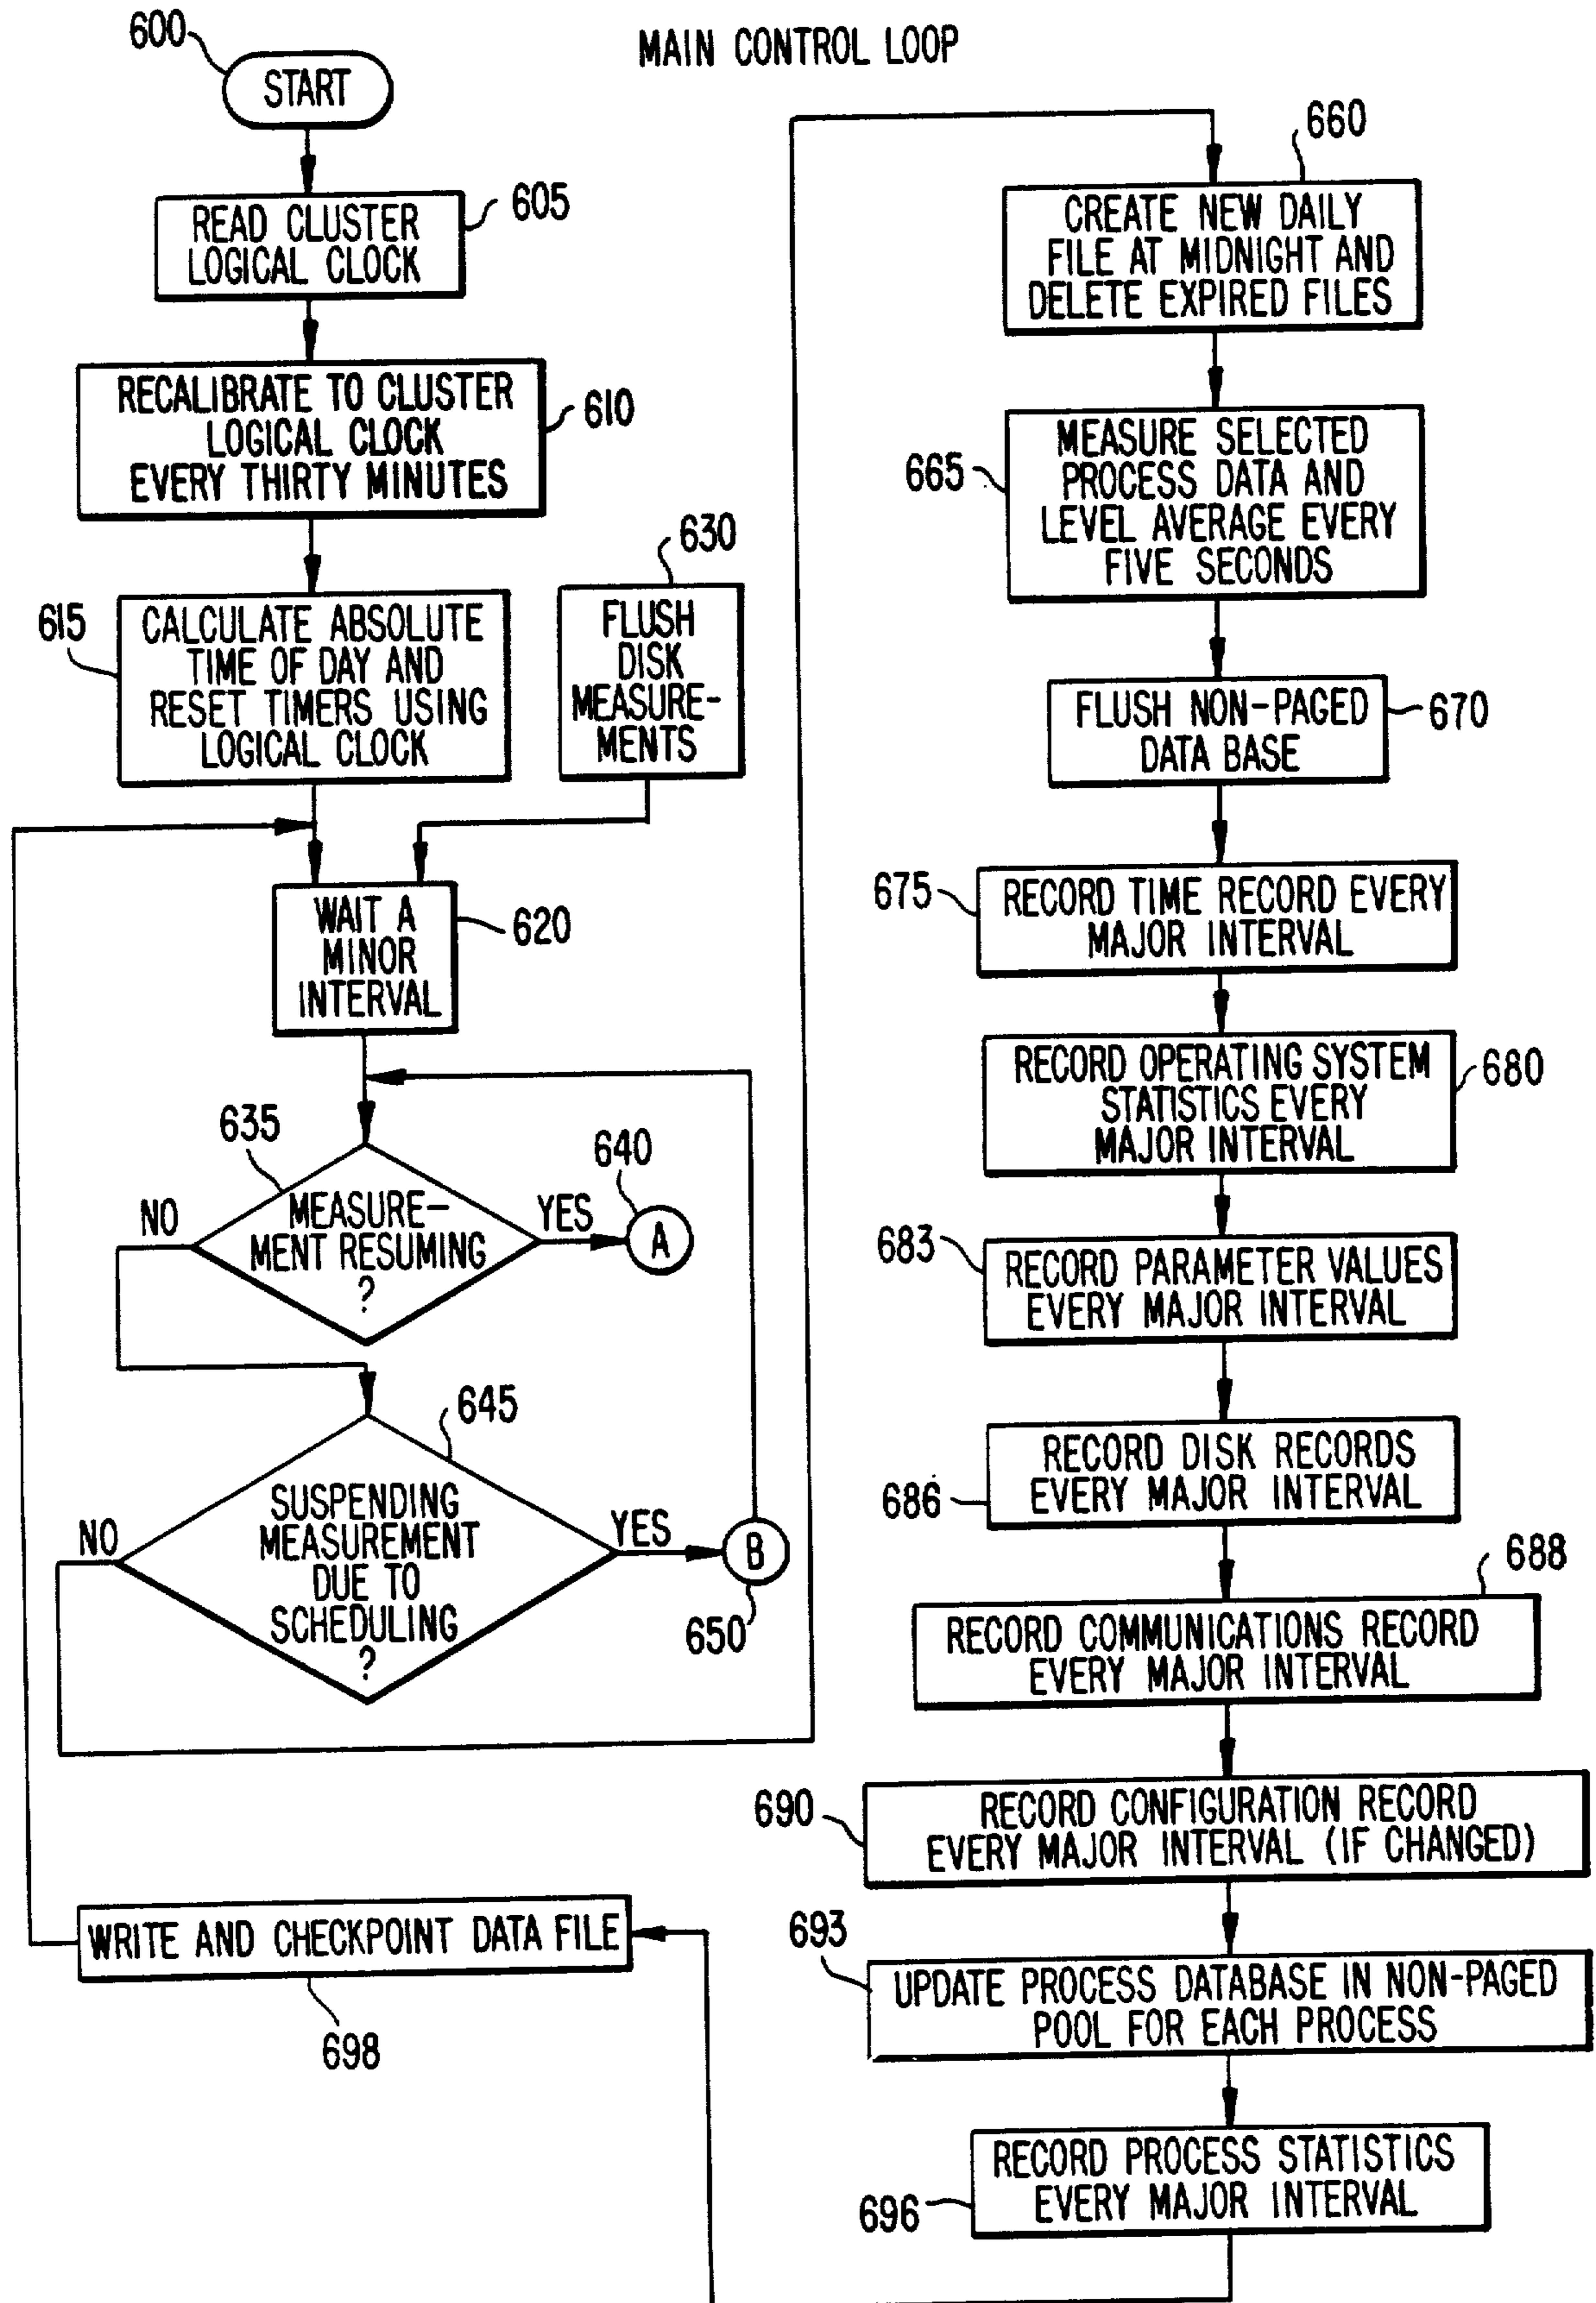 MAIN CONTROL LOOP
600
START
READ CLUSTER
LOGICAL CLOCK
605
RECALIBRATE TO CLUSTER
LOGICAL CLOCK
EVERY THIRTY MINUTES
610
615
CALCULATE ABSOLUTE
TIME OF DAY AND
RESET TIMERS USING
LOGICAL CLOCK
630
FLUSH
DISK
MEASURE-
MENTS
WAIT A
MINOR
INTERVAL
620
635
MEASURE-
MENT RESUMING
?
NO
YES
640
A
645
SUSPENDING
MEASUREMENT
DUE TO
SCHEDULING
?
NO
YES
B
650
660
CREATE NEW DAILY
FILE AT MIDNIGHT AND
DELETE EXPIRED FILES
665
MEASURE SELECTED
PROCESS DATA AND
LEVEL AVERAGE EVERY
FIVE SECONDS
FLUSH NON-PAGED
DATA BASE
670
675
RECORD TIME RECORD EVERY
MAJOR INTERVAL
RECORD OPERATING SYSTEM
STATISTICS EVERY
MAJOR INTERVAL
680
683
RECORD PARAMETER VALUES
EVERY MAJOR INTERVAL
686
RECORD DISK RECORDS
EVERY MAJOR INTERVAL
688
RECORD COMMUNICATIONS RECORD
EVERY MAJOR INTERVAL
690
RECORD CONFIGURATION RECORD
EVERY MAJOR INTERVAL (IF CHANGED)
693
UPDATE PROCESS DATABASE IN NON-PAGED
POOL FOR EACH PROCESS
696
RECORD PROCESS STATISTICS
EVERY MAJOR INTERVAL
WRITE AND CHECKPOINT DATA FILE
698